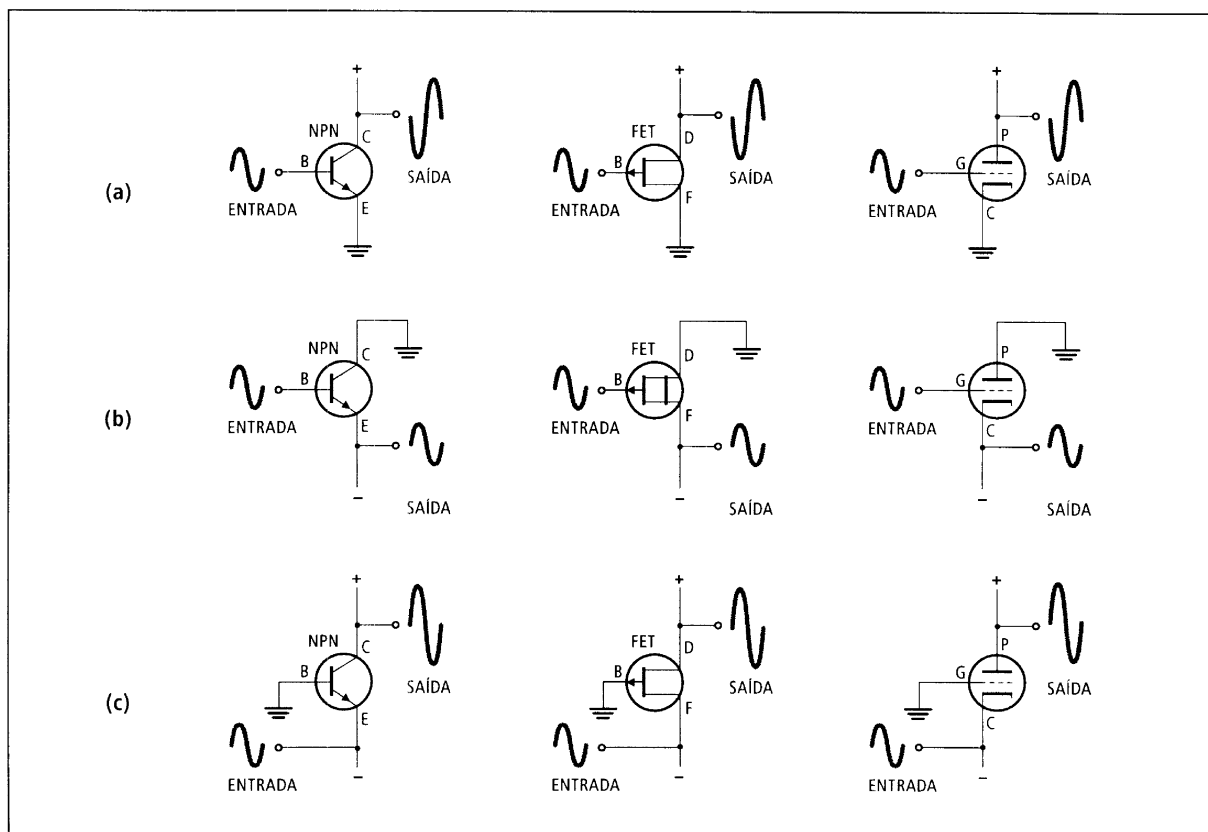 + + +
NPN C FET D P
B B G
(a)
ENTRADA E SAÍDA ENTRADA F SAÍDA ENTRADA C SAÍDA
NPN C FET D P
B B G
(b)
ENTRADA E ENTRADA F ENTRADA C
– SAÍDA – SAÍDA – SAÍDA
+ + +
NPN C FET D P
B SAÍDA B SAÍDA G SAÍDA
(c)
E F C
ENTRADA – ENTRADA – ENTRADA –